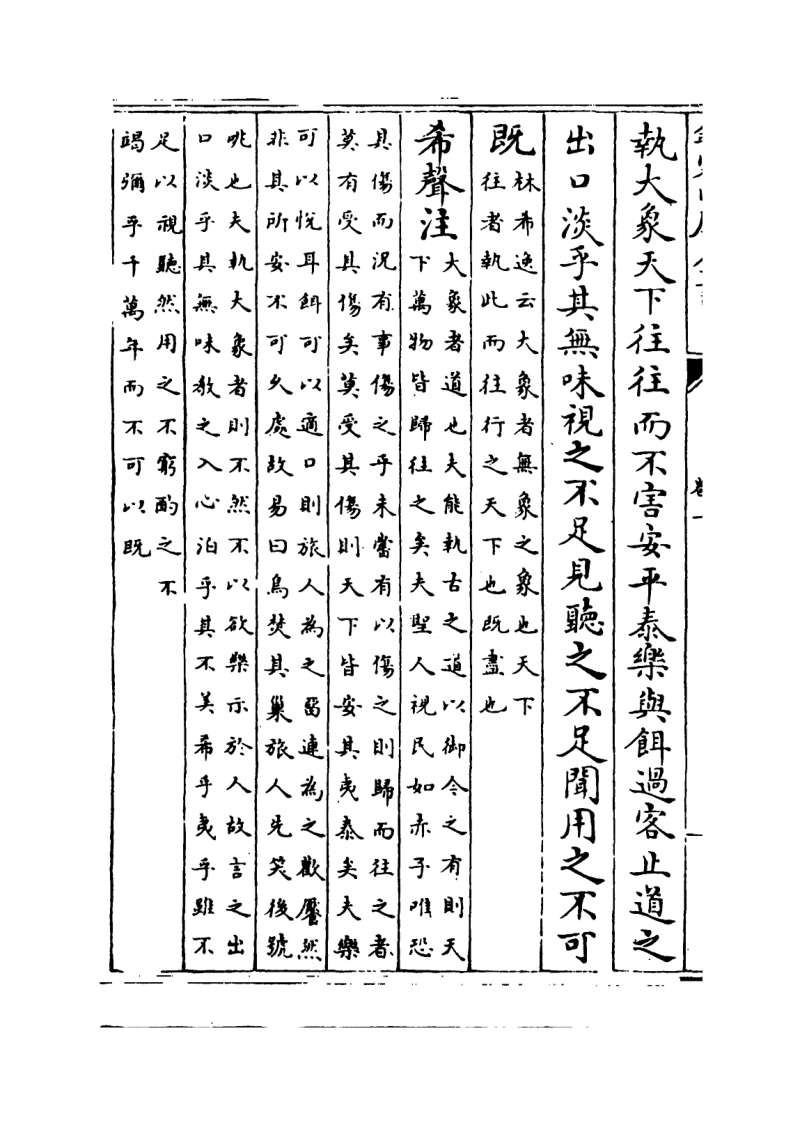 執大象天下往往而不害安平泰樂與餌過客止道之
出口淡乎其無味視之不足見聽之不足聞用之不可
既
林希逸云大象者無象之象也天下
往者執此而往行之天下也既盡也
希聲注
大象者道也夫能執古之道以御今之有則天
下萬物皆歸往之矣夫聖人視民如赤子唯恐
其傷而況有事傷之乎未嘗有以傷之則歸而往之者
莫有受其傷矣莫受其傷則天下皆安其夷泰矣夫樂
可以悅耳餌可以適口則旅人為之畱連為之歡饜然
非其所安不可久處故易曰鳥焚其巢旅人先笑後號
咷也夫執大象者則不然不以欲樂示於人故言之出
口淡乎其無味教之入心泊乎其不美希乎夷乎雖不
足以視聽然用之不窮酌之不
竭彌乎千萬年而不可以既